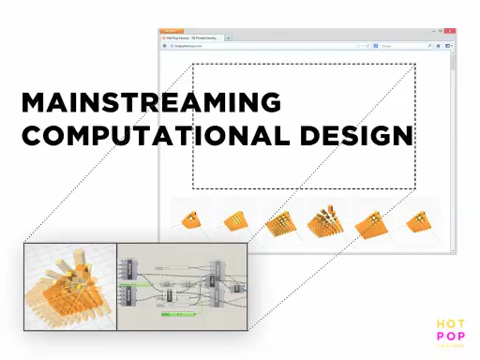 MAINSTREAMING
COMPUTATIONAL DESIGN
HOT
POP